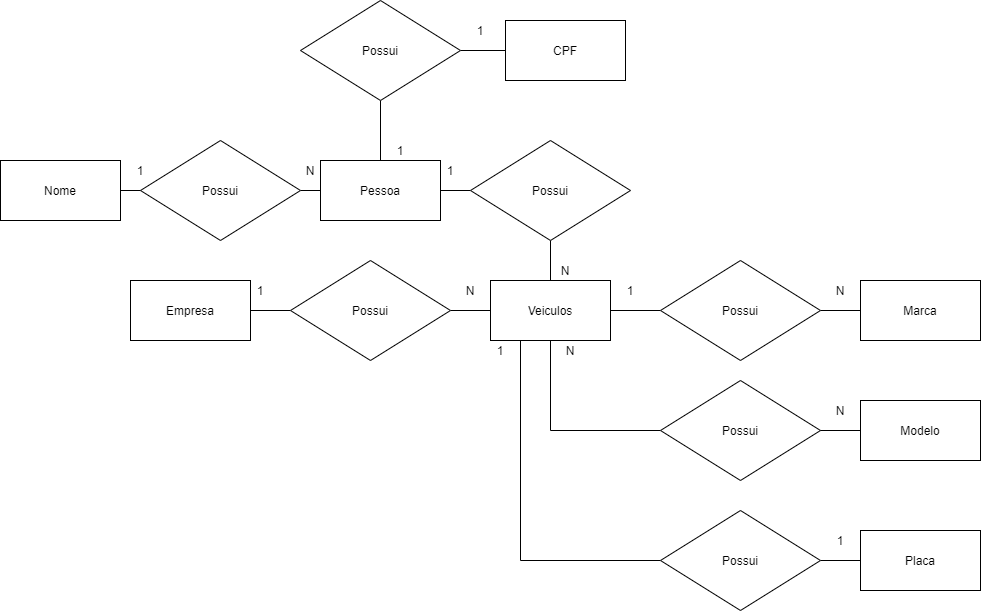 1
Possui
CPF
1
1
N
1
Nome
Possui
Pessoa
Possui
N
1
N
1
N
Empresa
Possui
Veiculos
Possui
Marca
1
N
N
Possui
Modelo
1
Possui
Placa